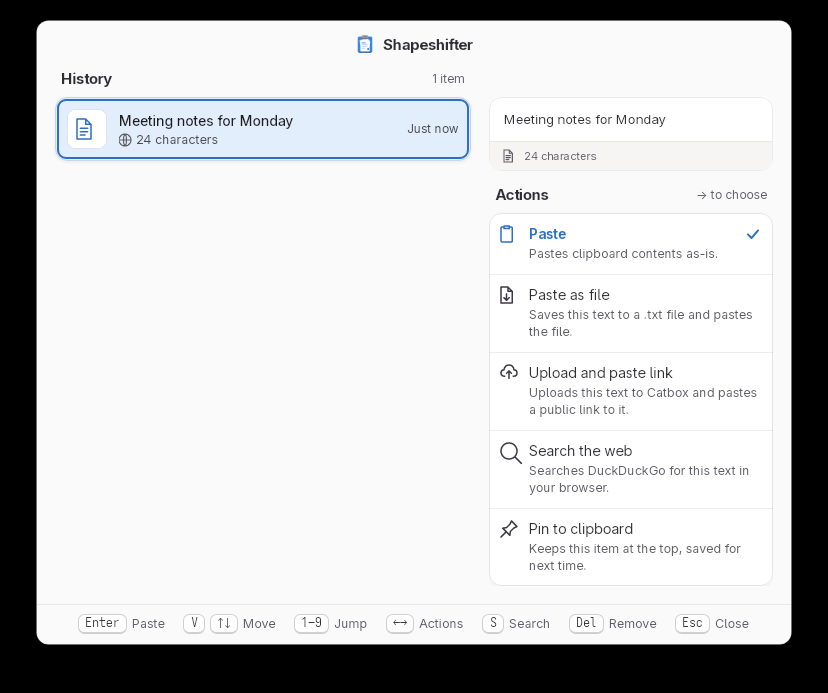 Shapeshifter
History
1 item
Meeting notes for Monday
24 characters
Just now
Meeting notes for Monday
24 characters
Actions
→ to choose
Paste
Pastes clipboard contents as-is.
Paste as file
Saves this text to a .txt file and pastes
the file.
Upload and paste link
Uploads this text to Catbox and pastes
a public link to it.
Search the web
Searches DuckDuckGo for this text in
your browser.
Pin to clipboard
Keeps this item at the top, saved for
next time.
Enter Paste V ↑↓ Move 1–9 Jump ↔ Actions S Search Del Remove Esc Close